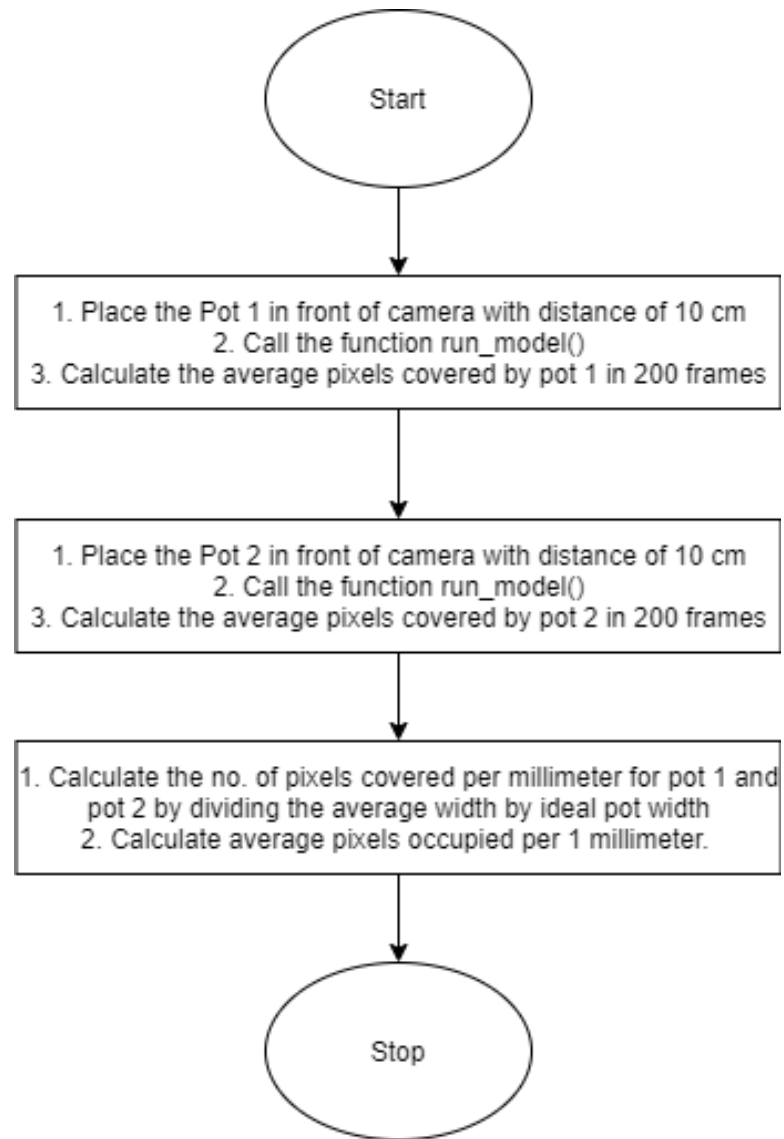 Start
1. Place the Pot 1 in front of camera with distance of 10 cm
2. Call the function run_model()
3. Calculate the average pixels covered by pot 1 in 200 frames
1. Place the Pot 2 in front of camera with distance of 10 cm
2. Call the function run_model()
3. Calculate the average pixels covered by pot 2 in 200 frames
1. Calculate the no. of pixels covered per millimeter for pot 1 and
pot 2 by dividing the average width by ideal pot width
2. Calculate average pixels occupied per 1 millimeter.
Stop